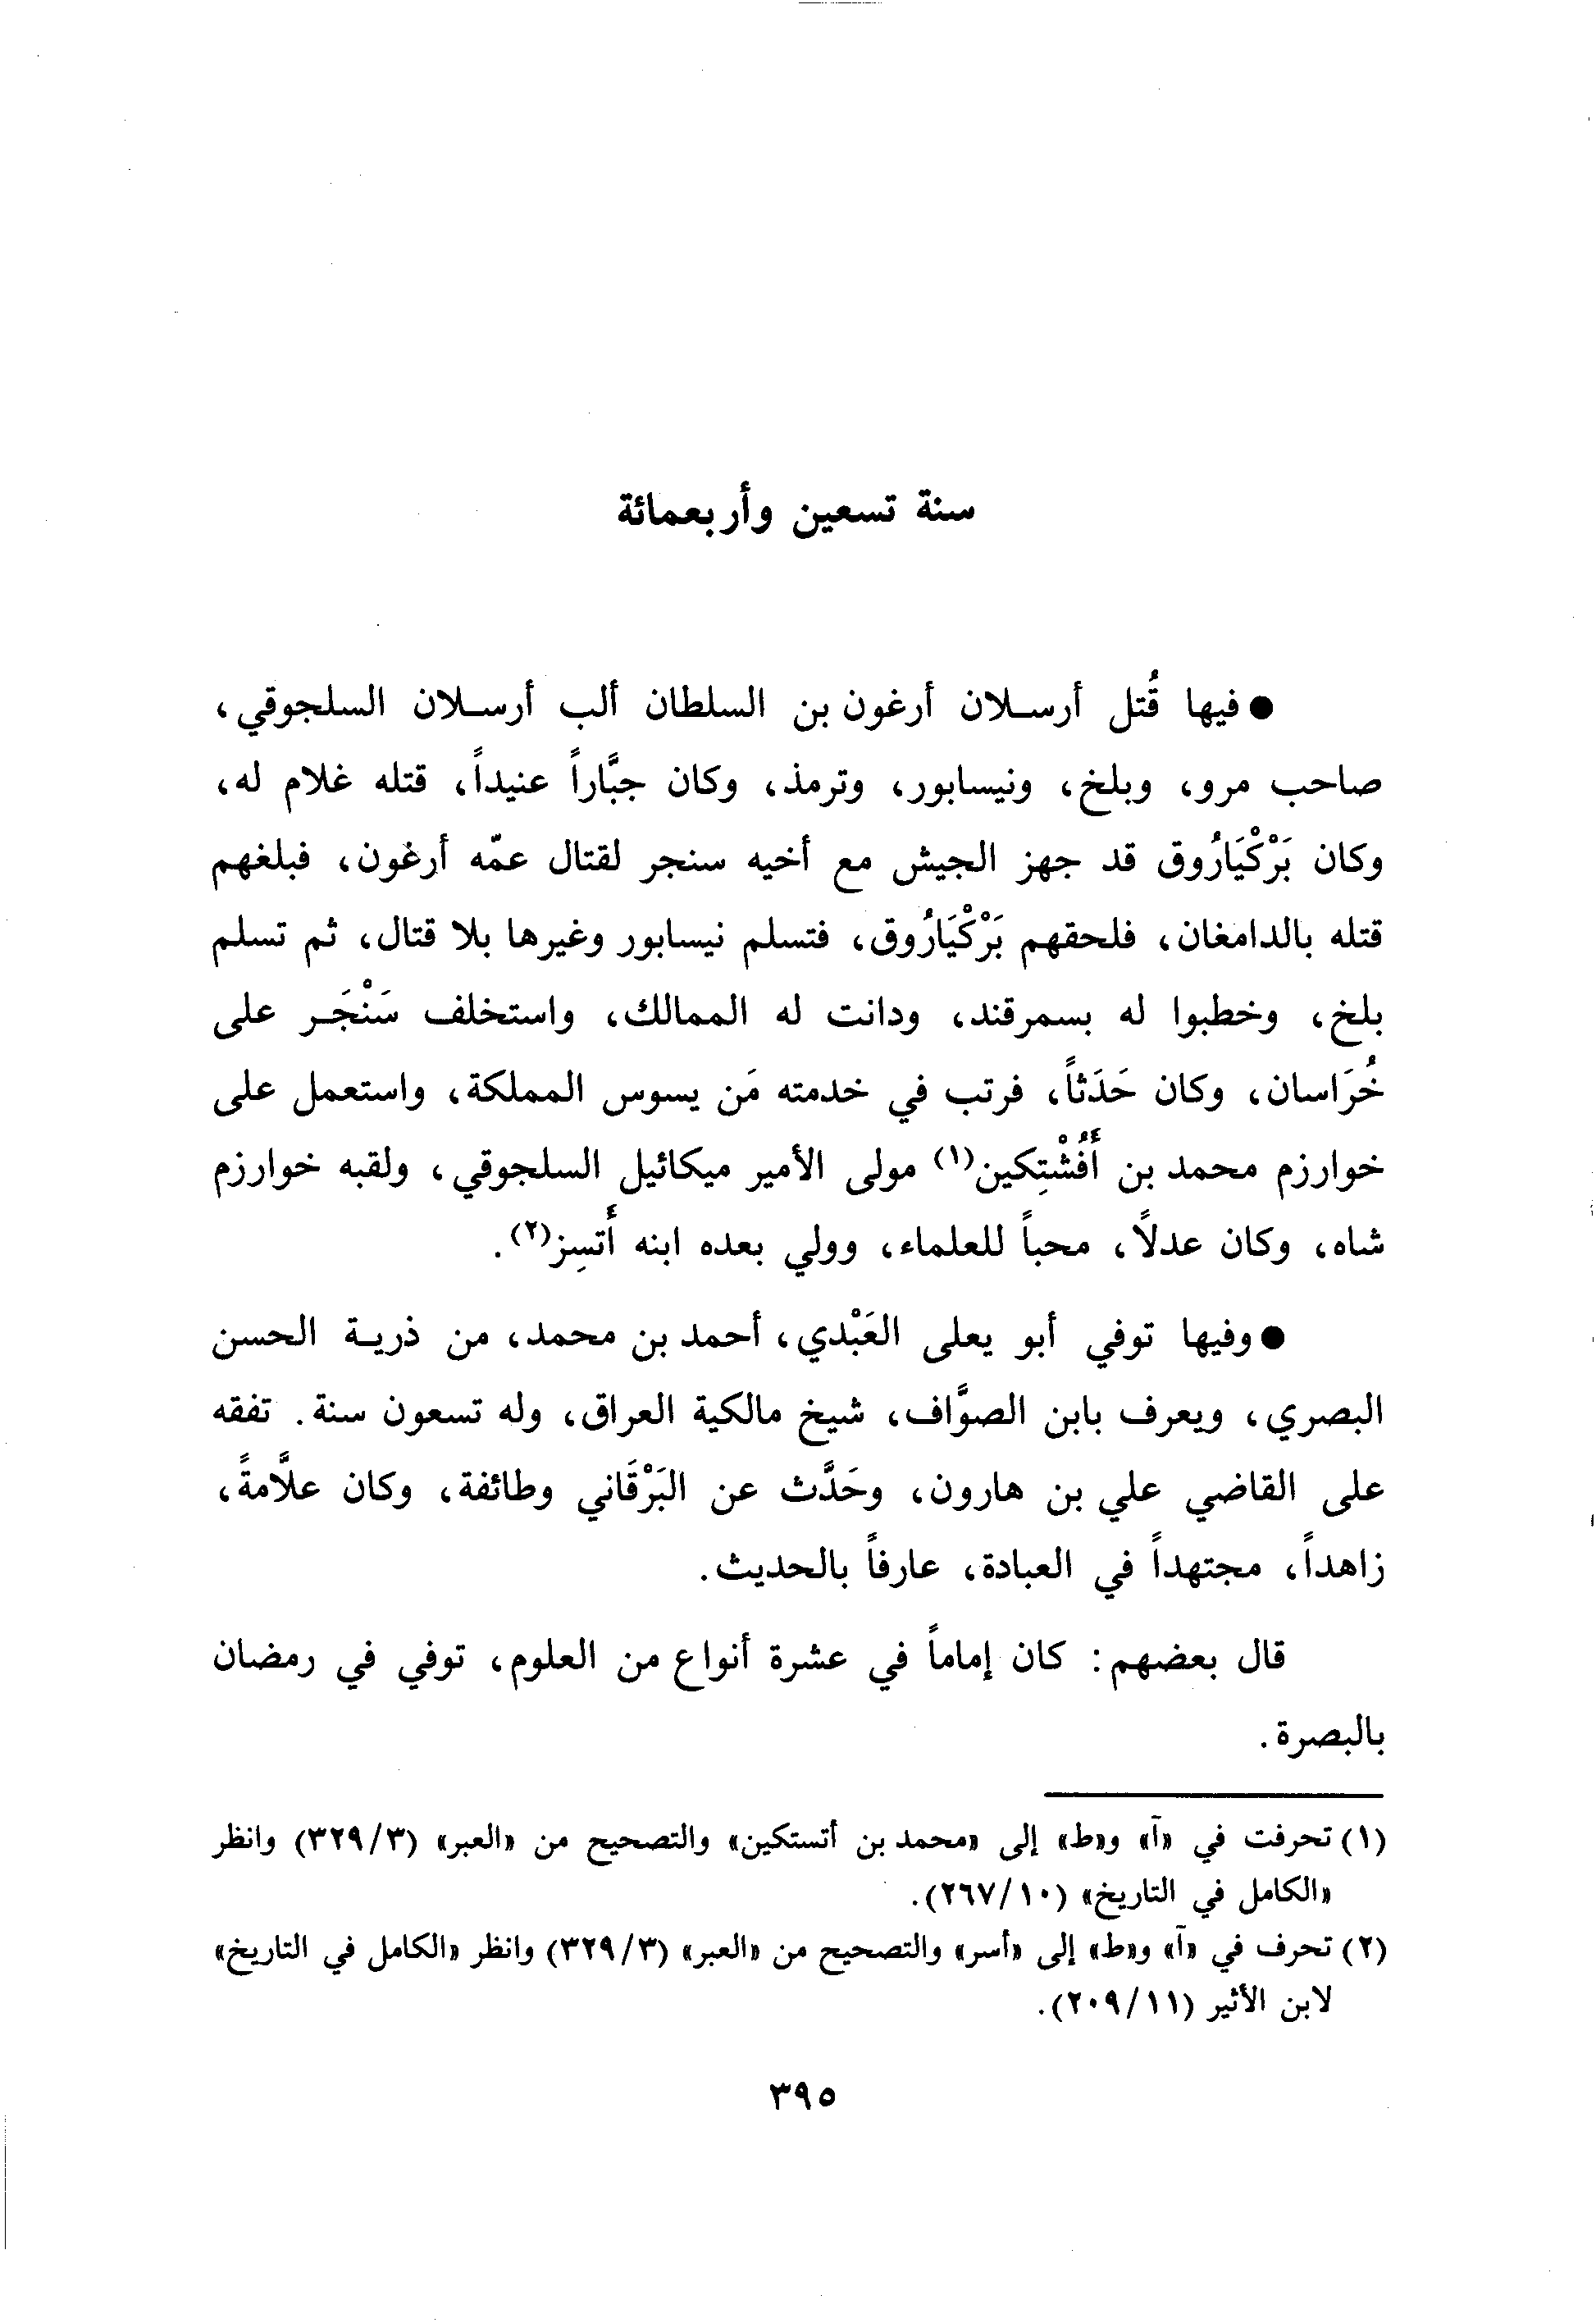 سنة تسعين وأربعمائة
● فيها قُتل أرسلان أرغون بن السلطان ألب أرسلان السلجوقي،
صاحب مرو، وبلخ، ونيسابور، وترمذ، وكان جبَّاراً عنيداً، قتله غلام له،
وكان بَرْكْيَارُوق قد جهز الجيش مع أخيه سنجر لقتال عمّه أرغون، فبلغهم
قتله بالدامغان، فلحقهم بَرْكْيَارُوق، فتسلم نيسابور وغيرها بلا قتال، ثم تسلم
بلخ، وخطبوا له بسمرقند، ودانت له الممالك، واستخلف سَنْجَر على
خُرَاسان، وكان حَدَثاً، فرتب في خدمته مَن يسوس المملكة، واستعمل على
خوارزم محمد بن أُفُشْتِكين(١) مولى الأمير ميكائيل السلجوقي، ولقبه خوارزم
شاه، وكان عدلاً، محباً للعلماء، وولي بعده ابنه أُتسِز(٢).
● وفيها توفي أبو يعلى العَبْدي، أحمد بن محمد، من ذرية الحسن
البصري، ويعرف بابن الصوَّاف، شيخ مالكية العراق، وله تسعون سنة. تفقه
على القاضي علي بن هارون، وحَدَّث عن البَرْقَاني وطائفة، وكان علَّامةً،
زاهداً، مجتهداً في العبادة، عارفاً بالحديث.
قال بعضهم: كان إماماً في عشرة أنواع من العلوم، توفي في رمضان
بالبصرة.
(١) تحرفت في «آ» و«ط» إلى «محمد بن أتستكين» والتصحيح من «العبر» (٣٢٩/٣) وانظر
«الكامل في التاريخ» (٢٦٧/١٠).
(٢) تحرف في «آ» و«ط» إلى «أسر» والتصحيح من «العبر» (٣٢٩/٣) وانظر «الكامل في التاريخ»
لابن الأثير (٢٠٩/١١).
٣٩٥